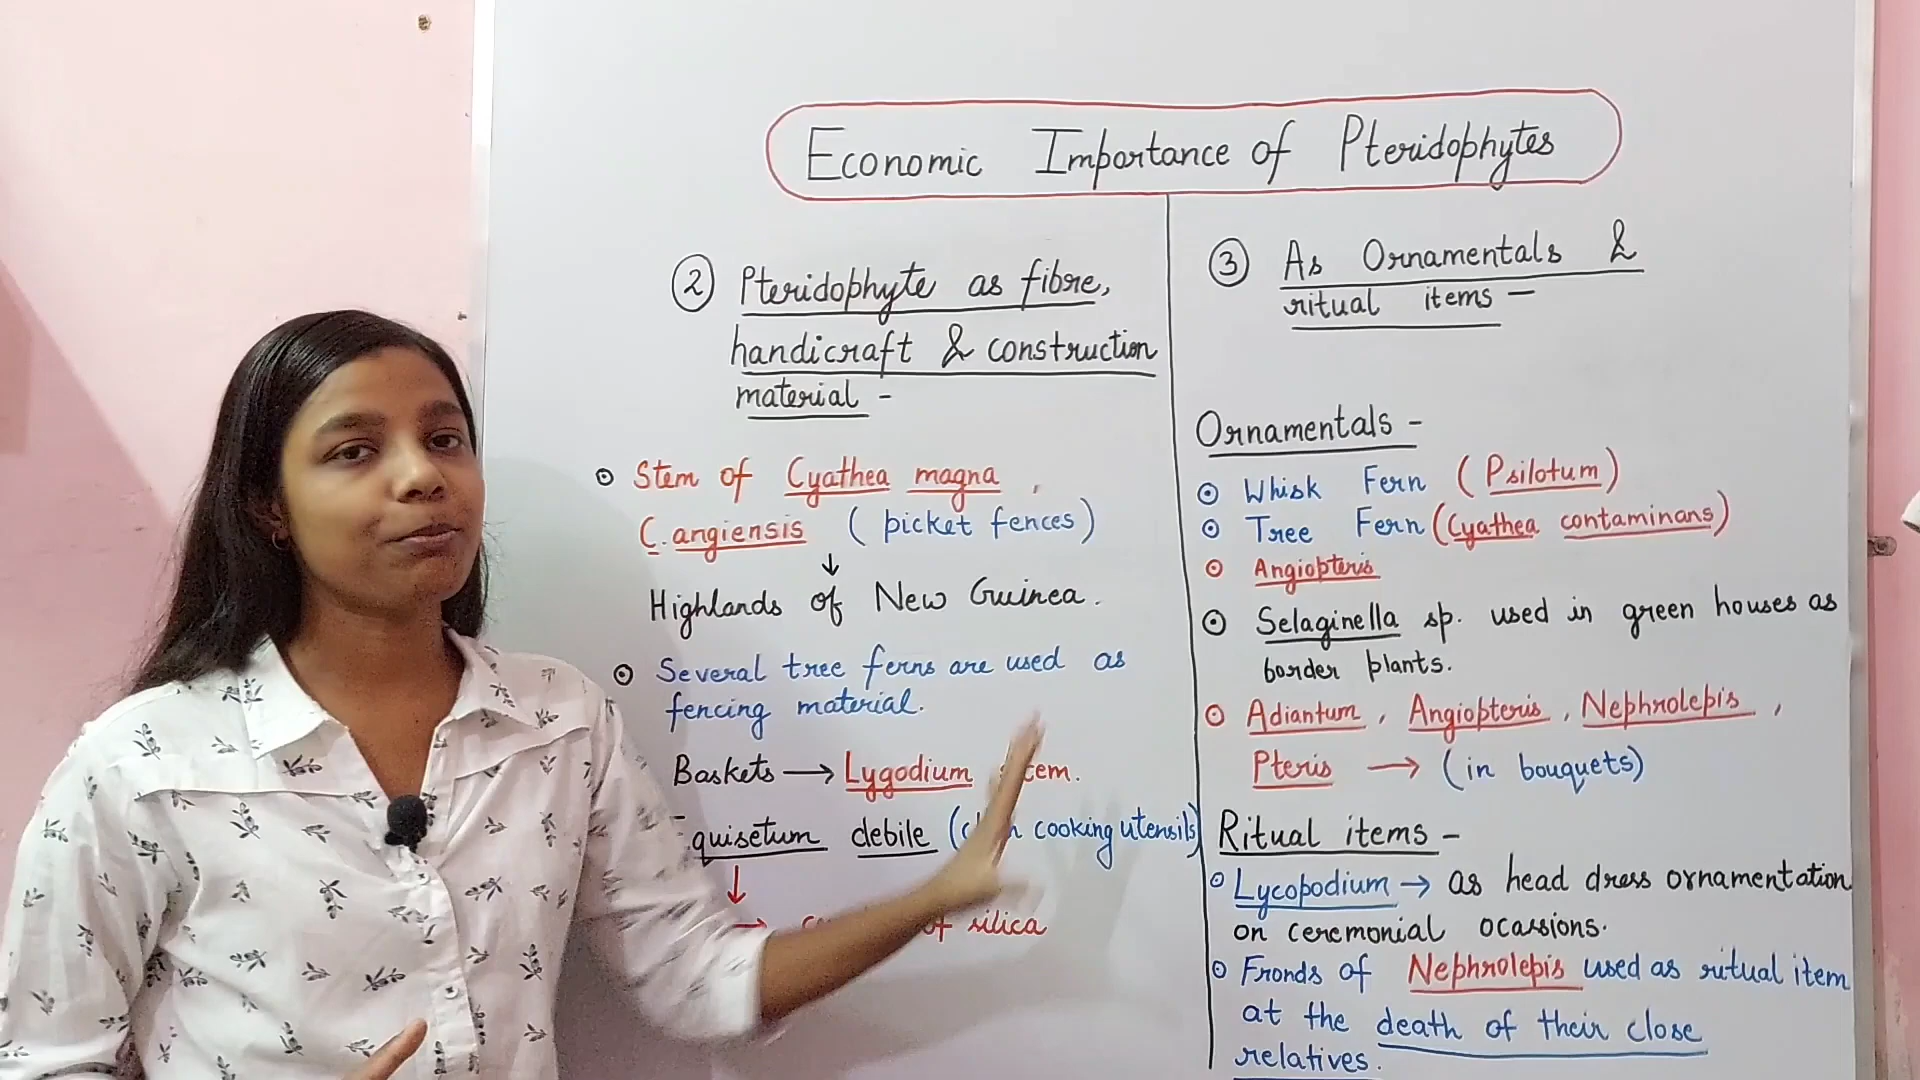 Economic Importance of Pteridophytes
② Pteridophyte as fibre,
handicraft & construction
material -
⊙ Stem of Cyathea magna,
C. angiensis (picket fences)
↓
Highlands of New Guinea.
⊙ Several tree ferns are used as
fencing material.
Baskets → Lygodium stem.
Equisetum debile (cooking utensils)
↓
→ of silica
③ As Ornamentals &
ritual items -
Ornamentals -
⊙ Whisk Fern (Psilotum)
⊙ Tree Fern (Cyathea contaminans)
⊙ Angiopteris
⊙ Selaginella sp. used in green houses as
border plants.
⊙ Adiantum, Angiopteris, Nephrolepis,
Pteris → (in bouquets)
Ritual items -
⊙ Lycopodium → as head dress ornamentation
on ceremonial ocassions.
⊙ Fronds of Nephrolepis used as ritual item
at the death of their close
relatives.